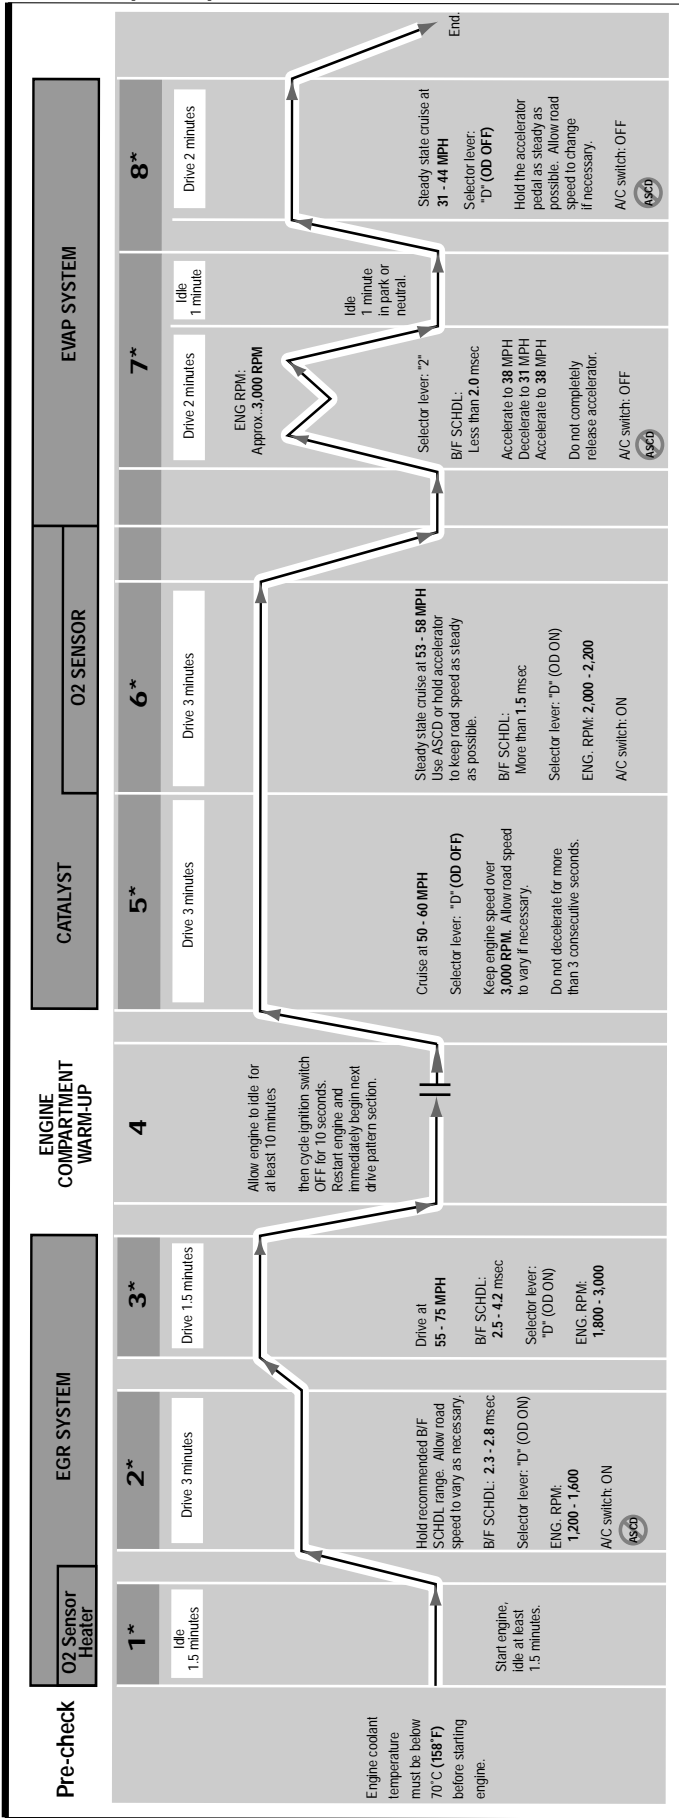 Pre-check
Engine coolant
temperature
must be below
70˚C (158˚F)
before starting
engine.
EGR SYSTEM
O2 Sensor
Heater
1*
Idle
1.5 minutes
Start engine,
idle at least
1.5 minutes.
2*
Drive 3 minutes
Hold recommended B/F
SCHDL range. Allow road
speed to vary as necessary.
B/F SCHDL: 2.3 - 2.8 msec
Selector lever: "D" (OD ON)
ENG. RPM:
1,200 - 1,600
A/C switch: ON
ASCD
3*
Drive 1.5 minutes
Drive at
55 - 75 MPH
B/F SCHDL:
2.5 - 4.2 msec
Selector lever:
"D" (OD ON)
ENG. RPM:
1,800 - 3,000
ENGINE
COMPARTMENT
WARM-UP
4
Allow engine to idle for
at least 10 minutes
then cycle ignition switch
OFF for 10 seconds.
Restart engine and
immediately begin next
drive pattern section.
CATALYST
5*
Drive 3 minutes
Cruise at 50 - 60 MPH
Selector lever: "D" (OD OFF)
Keep engine speed over
3,000 RPM. Allow road speed
to vary if necessary.
Do not decelerate for more
than 3 consecutive seconds.
O2 SENSOR
6*
Drive 3 minutes
Steady state cruise at 53 - 58 MPH
Use ASCD or hold accelerator
to keep road speed as steady
as possible.
B/F SCHDL:
More than 1.5 msec
Selector lever: "D" (OD ON)
ENG. RPM: 2,000 - 2,200
A/C switch: ON
EVAP SYSTEM
7*
Drive 2 minutes
ENG RPM:
Approx..3,000 RPM
Selector lever: "2"
B/F SCHDL:
Less than 2.0 msec
Accelerate to 38 MPH
Decelerate to 31 MPH
Accelerate to 38 MPH
Do not completely
release accelerator.
A/C switch: OFF
ASCD
Idle
1 minute
Idle
1 minute
in park or
neutral.
8*
Drive 2 minutes
Steady state cruise at
31 - 44 MPH
Selector lever:
"D" (OD OFF)
Hold the accelerator
pedal as steady as
possible. Allow road
speed to change
if necessary.
A/C switch: OFF
ASCD
End.